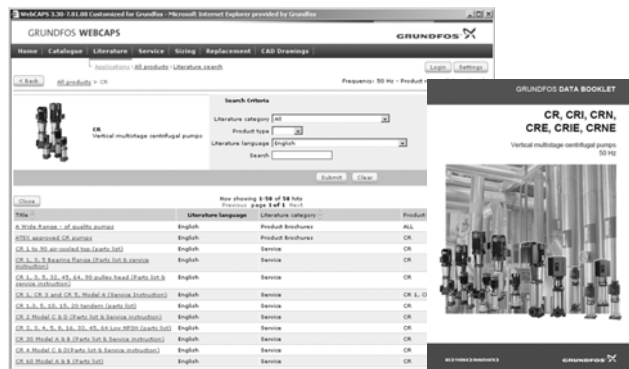 WebCAPS 3.30-7.01.00 Customized for Grundfos - Microsoft Internet Explorer provided by Grundfos
GRUNDFOS WEBCAPS
GRUNDFOS
Home Catalogue Literature Service Sizing Replacement CAD Drawings
Applications - All products - Literature search
Login Settings
< Back All products > CR
Frequency: 50 Hz - Product
Search Criteria
Literature category All
CR
Vertical multistage centrifugal pumps
Product type
Literature language English
Search
Submit Clear
Close
Now showing 1-58 of 58 hits
Previous page 1 of 1 Next
Title Literature language Literature category Product
A Wide Range - of quality pumps English Product Brochures ALL
ATEX approved CR pumps English Product Brochures CR
CR 1 to 90 air-cooled top (parts list) English Service CR
CR 1, 3, 5 Bearing flange (Parts list & service instruction) English Service CR
CR 1, 3, 5, 32, 45, 64, 90 pulley head (Parts list & service instruction) English Service CR
CR 1, CR 3 and CR 5, Model A (Service Instruction) English Service CR 1, C
CR 1,3, 5, 10, 15, 20 tandem (parts list) English Service CR
CR 2 Model C & D (Parts list & Service instruction) English Service CR
CR 2, 3, 4, 5, 8, 16, 32, 45, 64 Low NPSH (parts list) English Service CR
CR 30 Model A & B (Parts list & Service instruction) English Service CR
CR 4 Model C & D(Parts list & Service instruction) English Service CR
CR 60 Model A & B (Parts list) English Service CR
GRUNDFOS DATA BOOKLET
CR, CRI, CRN,
CRE, CRIE, CRNE
Vertical multistage centrifugal pumps
50 Hz
BE > THINK > INNOVATE >
GRUNDFOS